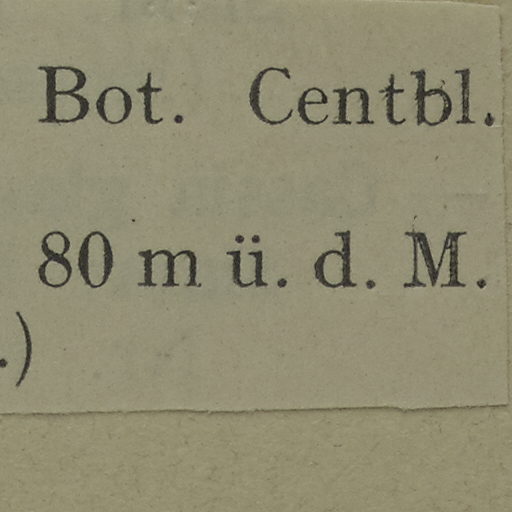 Bot. Centbl.
80 m ü. d. M.
.)